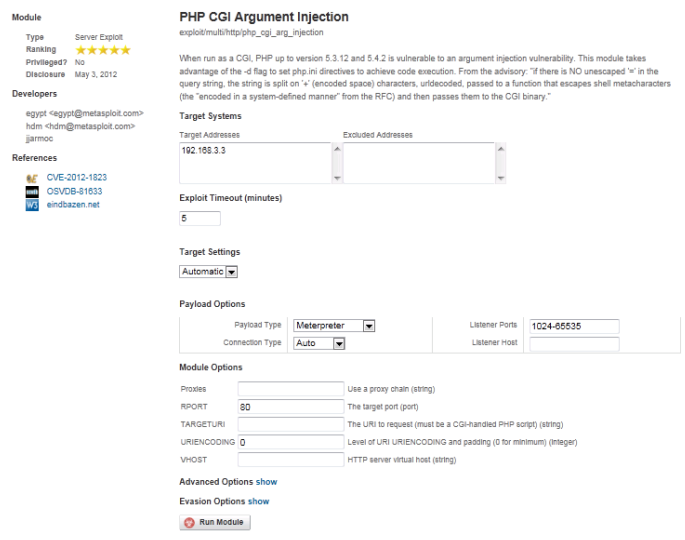 Module
Type Server Exploit
Ranking
Privileged? No
Disclosure May 3, 2012
Developers
egypt <egypt@metasploit.com>
hdm <hdm@metasploit.com>
jjarmoc
References
CVE-2012-1823
OSVDB-81633
W3 eindbazen.net
PHP CGI Argument Injection
exploit/multi/http/php_cgi_arg_injection
When run as a CGI, PHP up to version 5.3.12 and 5.4.2 is vulnerable to an argument injection vulnerability. This module takes
advantage of the -d flag to set php.ini directives to achieve code execution. From the advisory: "if there is NO unescaped '=' in the
query string, the string is split on '+' (encoded space) characters, urldecoded, passed to a function that escapes shell metacharacters
(the "encoded in a system-defined manner" from the RFC) and then passes them to the CGI binary."
Target Systems
Target Addresses Excluded Addresses
192.168.3.3
Exploit Timeout (minutes)
5
Target Settings
Automatic
Payload Options
Payload Type Meterpreter Listener Ports 1024-65535
Connection Type Auto Listener Host
Module Options
Proxies Use a proxy chain (string)
RPORT 80 The target port (port)
TARGETURI The URI to request (must be a CGI-handled PHP script) (string)
URIENCODING 0 Level of URI URIENCODING and padding (0 for minimum) (integer)
VHOST HTTP server virtual host (string)
Advanced Options show
Evasion Options show
Run Module